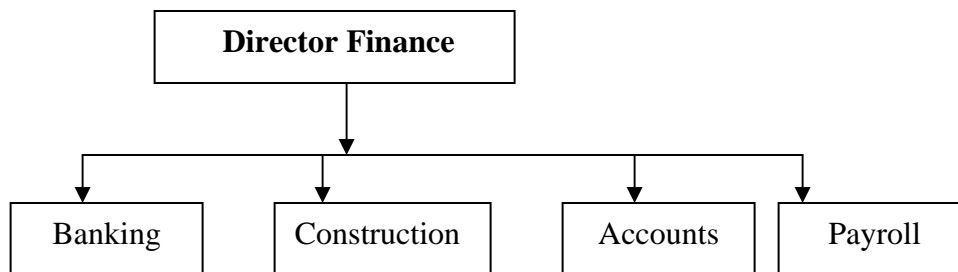 Director Finance
Banking
Construction
Accounts
Payroll